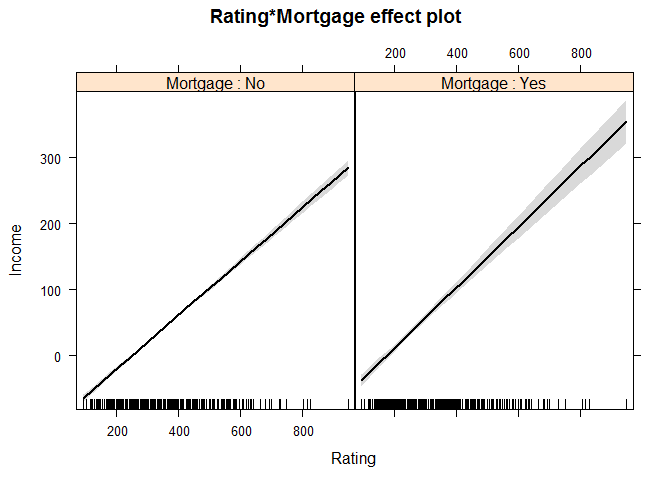 Rating*Mortgage effect plot
200 400 600 800
Mortgage : No Mortgage : Yes
300
200
100
0
Income
200 400 600 800
Rating